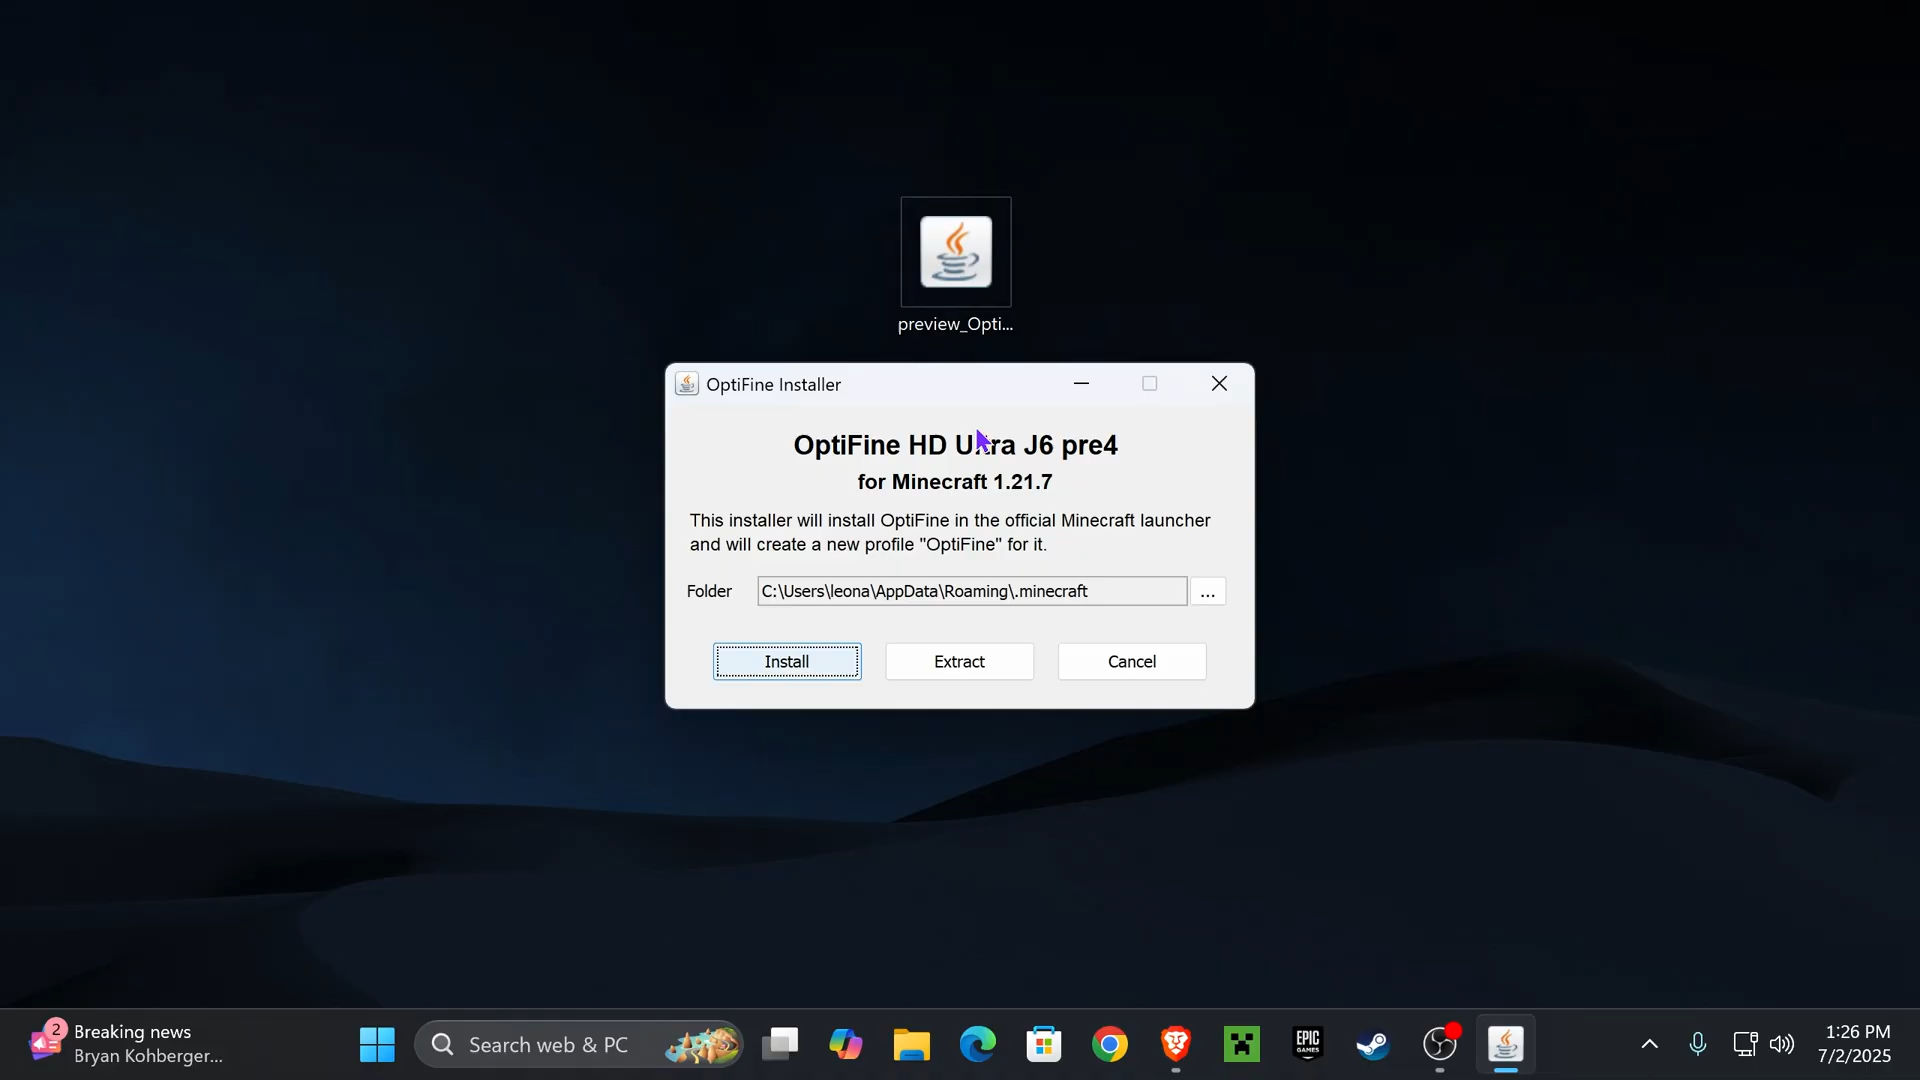 preview_Opti...
OptiFine Installer
OptiFine HD Ultra J6 pre4
for Minecraft 1.21.7
This installer will install OptiFine in the official Minecraft launcher
and will create a new profile "OptiFine" for it.
Folder C:\Users\leona\AppData\Roaming\.minecraft ...
Install Extract Cancel
2 Breaking news
Bryan Kohberger...
Search web & PC
EPIC
GAMES
1:26 PM
7/2/2025